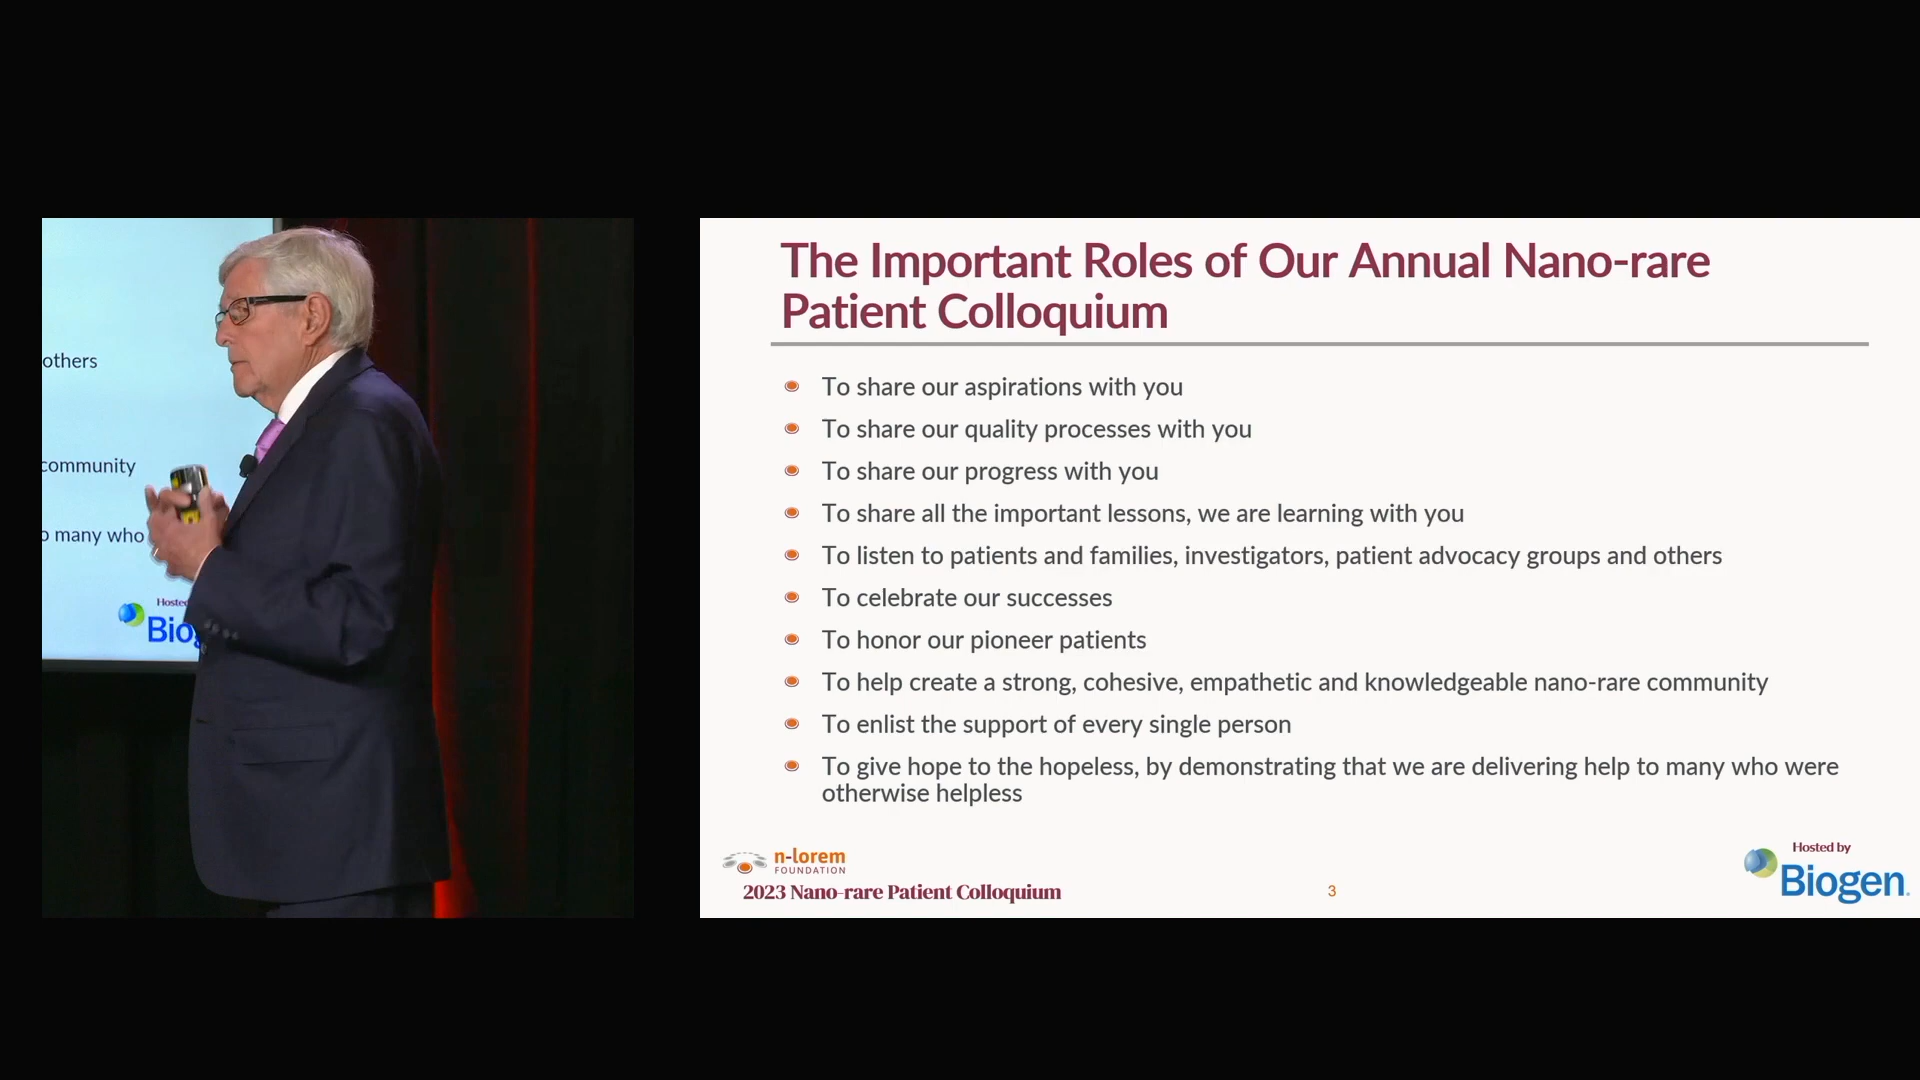 others
community
many who
Hosted
The Important Roles of Our Annual Nano-rare
Patient Colloquium
To share our aspirations with you
To share our quality processes with you
To share our progress with you
To share all the important lessons, we are learning with you
To listen to patients and families, investigators, patient advocacy groups and others
To celebrate our successes
To honor our pioneer patients
To help create a strong, cohesive, empathetic and knowledgeable nano-rare community
To enlist the support of every single person
To give hope to the hopeless, by demonstrating that we are delivering help to many who were
otherwise helpless
n-lorem
FOUNDATION
2023 Nano-rare Patient Colloquium
3
Hosted by
Biogen.